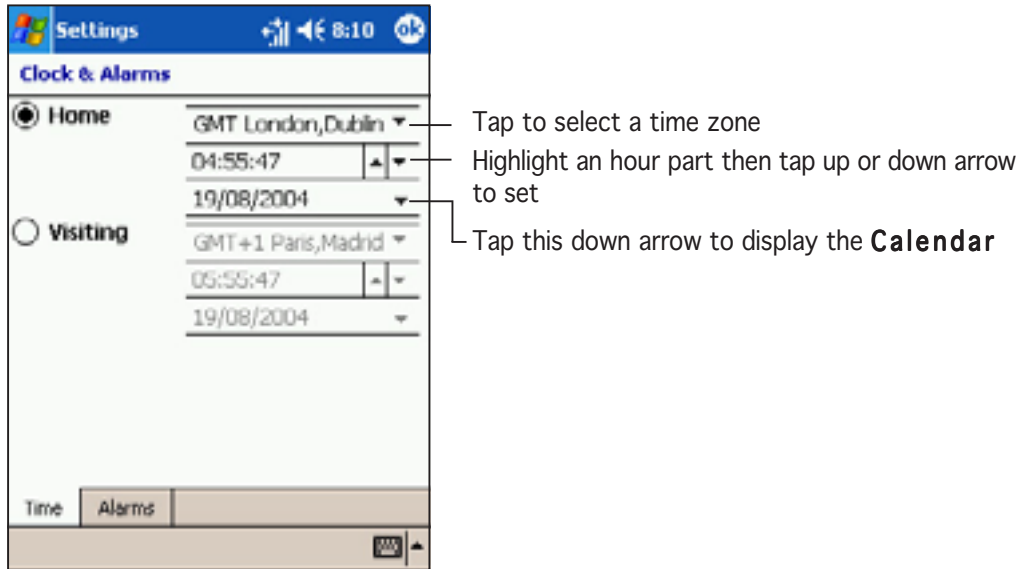 Settings 8:10 ok
Clock & Alarms
Home
GMT London,Dublin
04:55:47
19/08/2004
Visiting
GMT+1 Paris,Madrid
05:55:47
19/08/2004
Time Alarms
Tap to select a time zone
Highlight an hour part then tap up or down arrow
to set
Tap this down arrow to display the Calendar